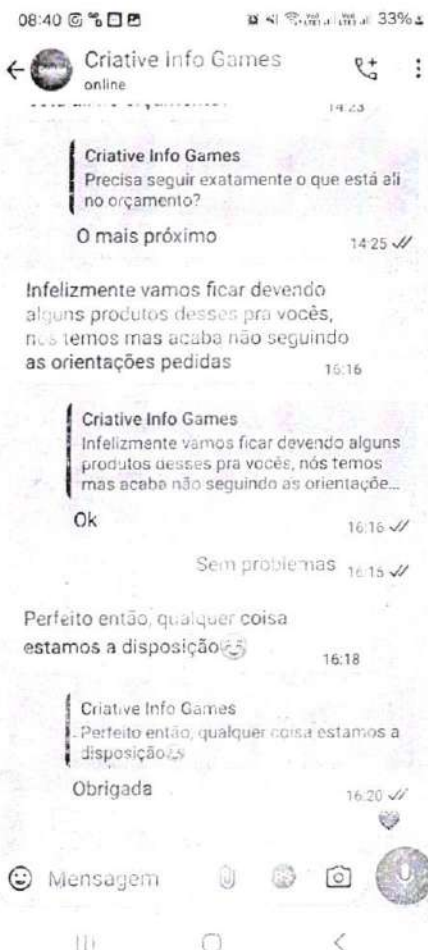 08:40
33%
Criative Info Games
online
14:23
Criative Info Games
Precisa seguir exatamente o que está ali
no orçamento?
O mais próximo
14:25
Infelizmente vamos ficar devendo
alguns produtos desses pra vocês,
nós temos mas acaba não seguindo
as orientações pedidas
16:16
Criative Info Games
Infelizmente vamos ficar devendo alguns
produtos desses pra vocês, nós temos
mas acaba não seguindo as orientaçõe...
Ok
16:16
Sem problemas 16:16
Perfeito então, qualquer coisa
estamos a disposição
16:18
Criative Info Games
Perfeito então, qualquer coisa estamos a
disposição
Obrigada
16:20
Mensagem